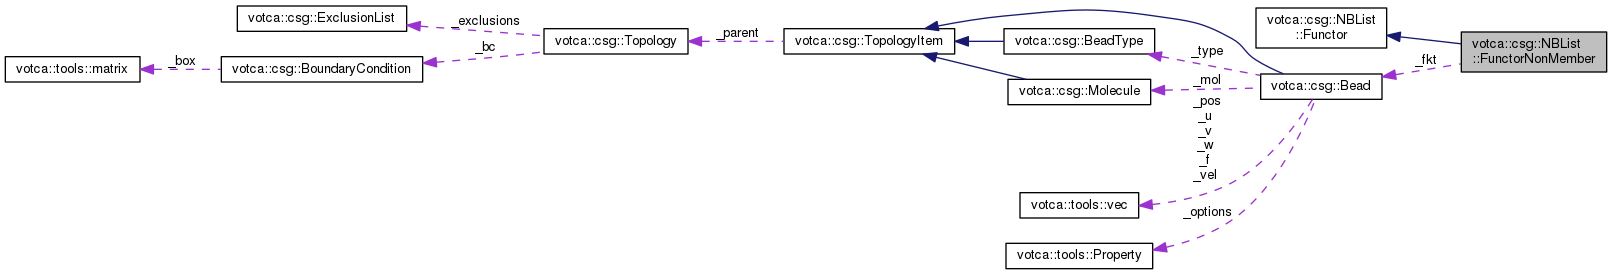 votca::csg::ExclusionList
_exclusions
votca::csg::Topology
_bc
votca::tools::matrix
_box
votca::csg::BoundaryCondition
_parent
votca::csg::TopologyItem
votca::csg::BeadType
votca::csg::Molecule
_type
_mol
_pos
_u
_v
_w
_f
_vel
votca::tools::vec
_options
votca::tools::Property
votca::csg::NBList
::Functor
votca::csg::Bead
_fkt
votca::csg::NBList
::FunctorNonMember